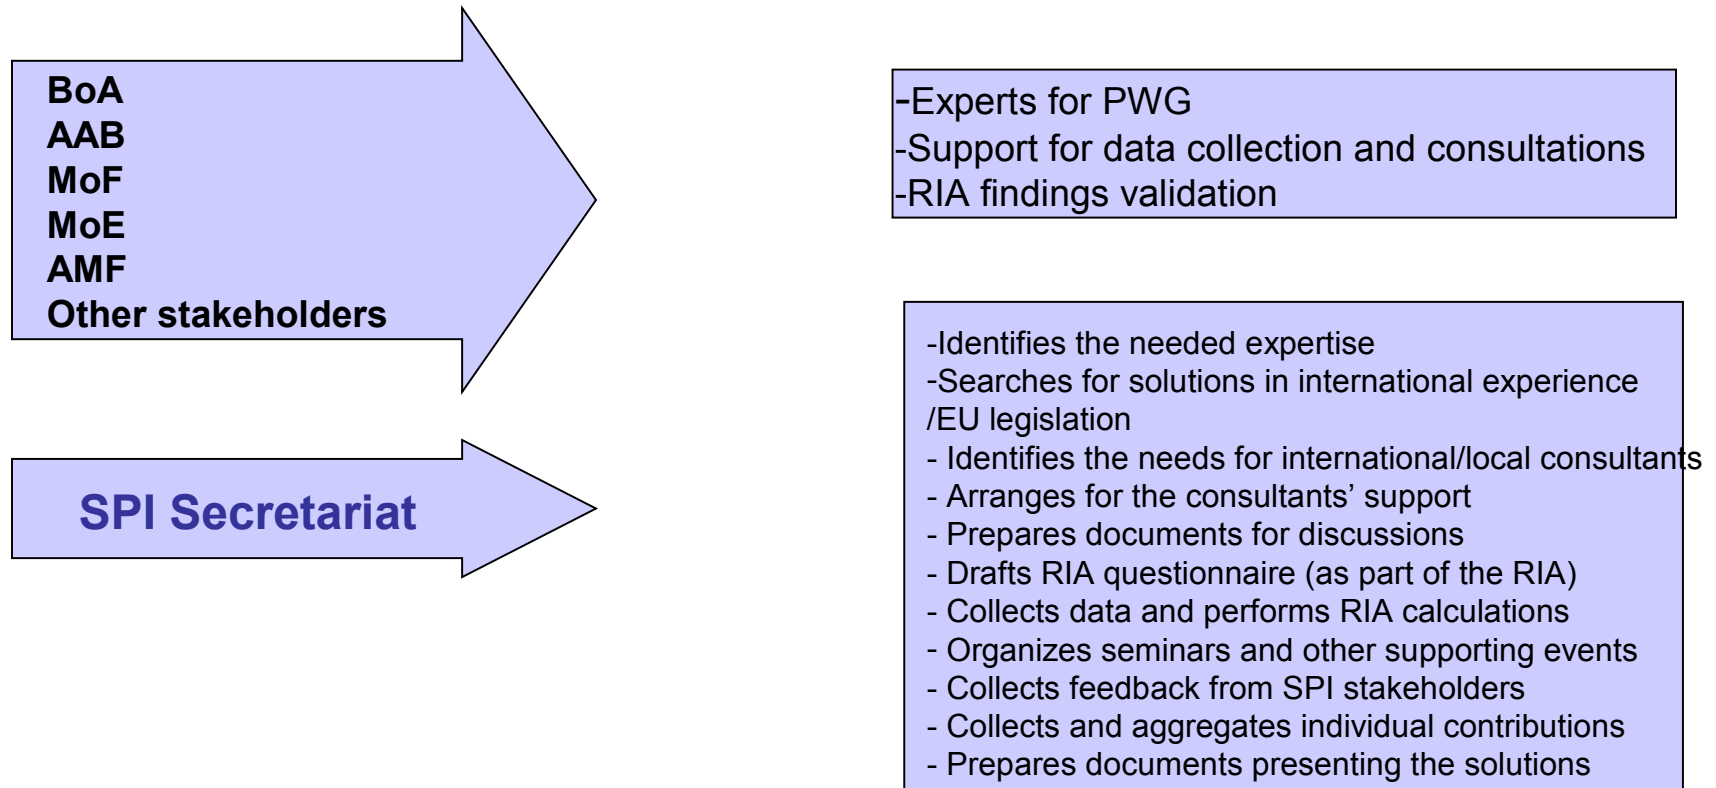 BoA
AAB
MoF
MoE
AMF
Other stakeholders
-Experts for PWG
-Support for data collection and consultations
-RIA findings validation
SPI Secretariat
-Identifies the needed expertise
-Searches for solutions in international experience
/EU legislation
- Identifies the needs for international/local consultants
- Arranges for the consultants’ support
- Prepares documents for discussions
- Drafts RIA questionnaire (as part of the RIA)
- Collects data and performs RIA calculations
- Organizes seminars and other supporting events
- Collects feedback from SPI stakeholders
- Collects and aggregates individual contributions
- Prepares documents presenting the solutions